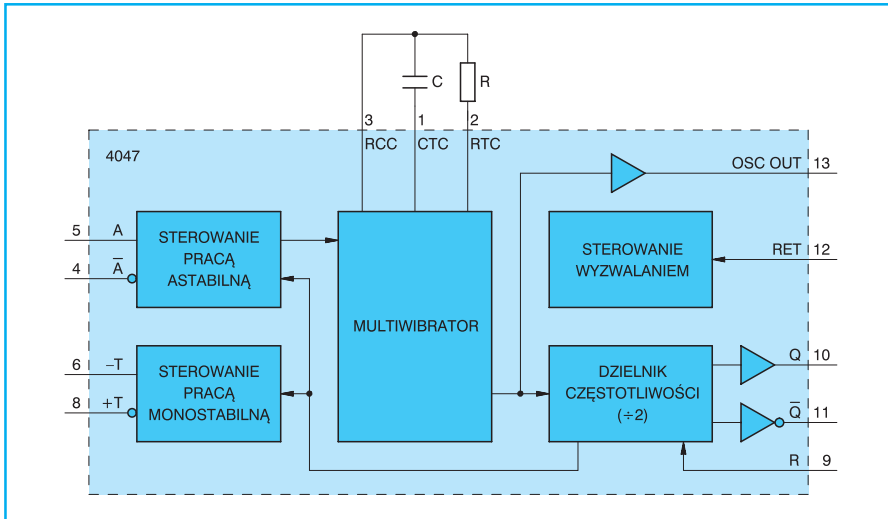 C
R
3
1
2
RCC
CTC
RTC
4047
OSC OUT
13
5
A
STEROWANIE
PRACĄ
ASTABILNĄ
4
A̅
MULTIWIBRATOR
STEROWANIE
WYZWALANIEM
RET
12
6
−T
8
+T
STEROWANIE
PRACĄ
MONOSTABILNĄ
DZIELNIK
CZĘSTOTLIWOŚCI
(÷2)
Q
10
Q̅
11
R
9